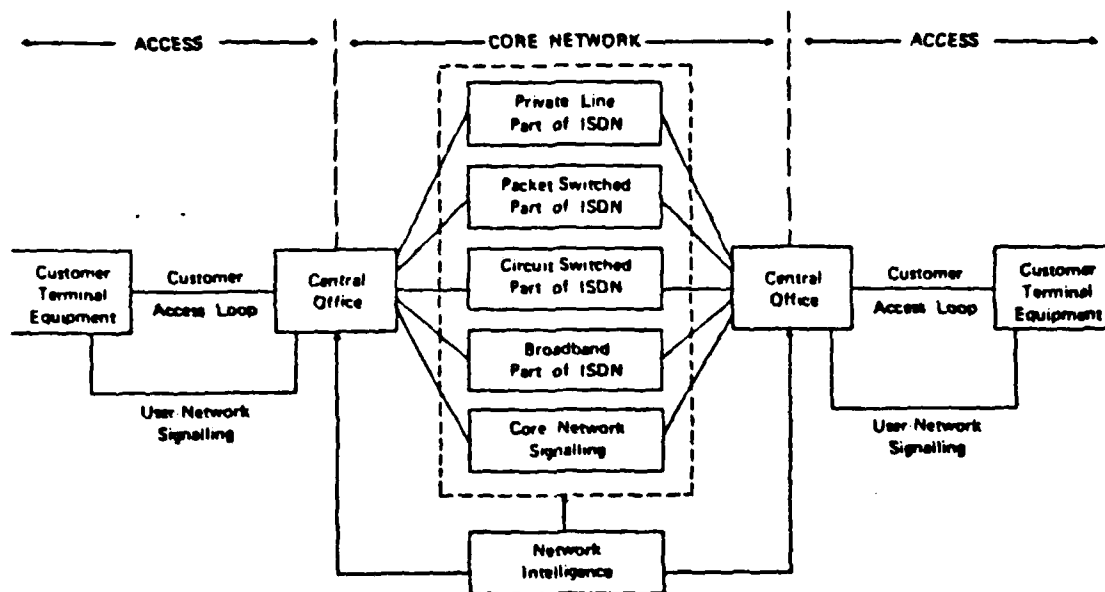 ACCESS
CORE NETWORK
ACCESS
Private Line
Part of ISDN
Packet Switched
Part of ISDN
Circuit Switched
Part of ISDN
Broadband
Part of ISDN
Core Network
Signalling
Customer
Terminal
Equipment
Customer
Access Loop
Central
Office
User-Network
Signalling
Central
Office
Customer
Access Loop
Customer
Terminal
Equipment
User-Network
Signalling
Network
Intelligence